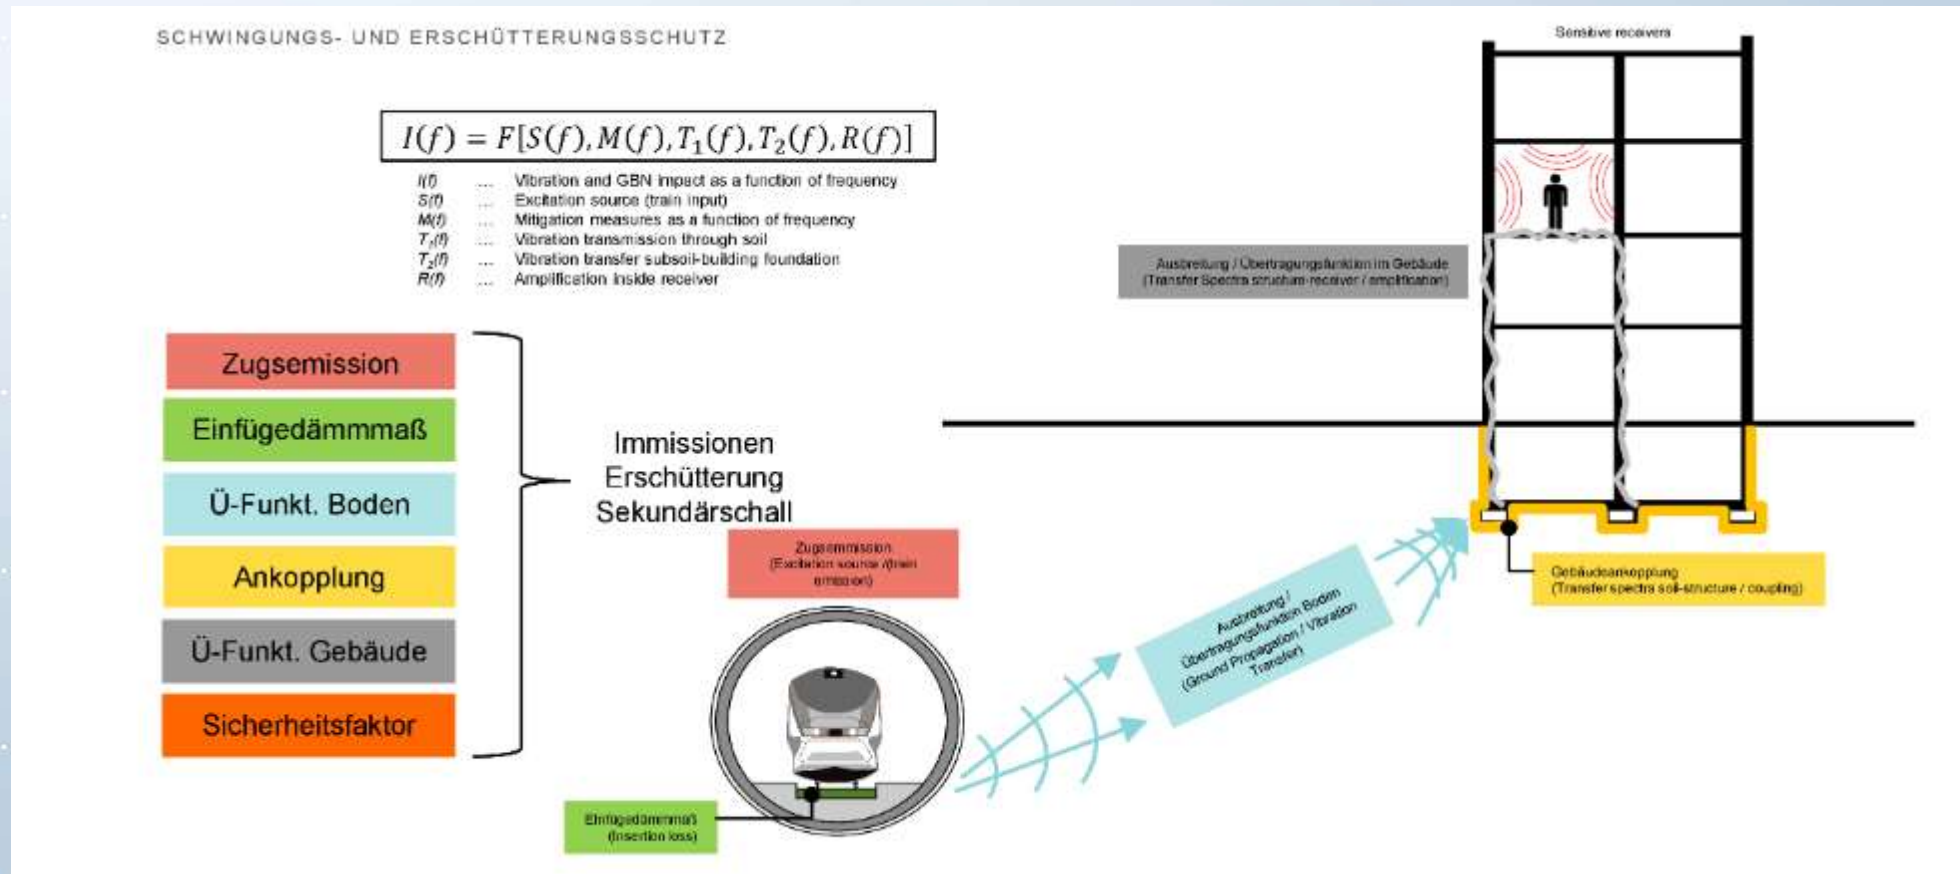 SCHWINGUNGS- UND ERSCHÜTTERUNGSSCHUTZ
I(f) = F[S(f), M(f), T₁(f), T₂(f), R(f)]
I(f) ... Vibration and GBN impact as a function of frequency
S(f) ... Excitation source (train input)
M(f) ... Mitigation measures as a function of frequency
T₁(f) ... Vibration transmission through soil
T₂(f) ... Vibration transfer subsoil-building foundation
R(f) ... Amplification inside receiver
Zugsemission
Einfügedämmmaß
Ü-Funkt. Boden
Ankopplung
Ü-Funkt. Gebäude
Sicherheitsfaktor
Immissionen
Erschütterung
Sekundärschall
Zugsemmission
(Excitation source /(train
emission)
Einfügedämmmaß
(Insertion loss)
Ausbreitung /
Übertragungsfunktion Boden
(Ground Propagation / Vibration
Transfer)
Sensitive receivers
Ausbreitung / Übertragungsfunktion im Gebäude
(Transfer Spectra structure-receiver / amplification)
Gebäudeankopplung
(Transfer spectra soil-structure / coupling)